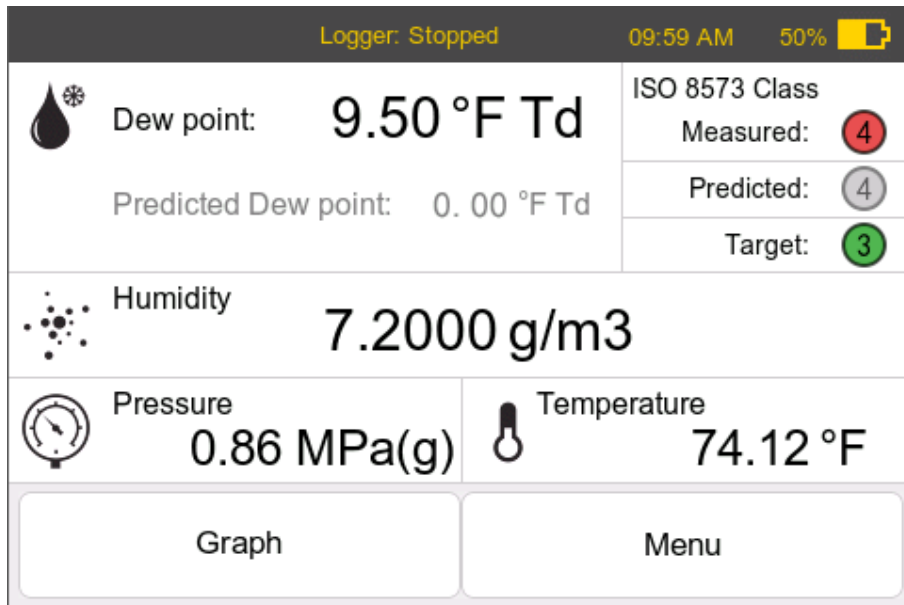 Logger: Stopped 09:59 AM 50%
Dew point: 9.50 °F Td
Predicted Dew point: 0. 00 °F Td
ISO 8573 Class
Measured: 4
Predicted: 4
Target: 3
Humidity
7.2000 g/m3
Pressure
0.86 MPa(g)
Temperature
74.12 °F
Graph
Menu